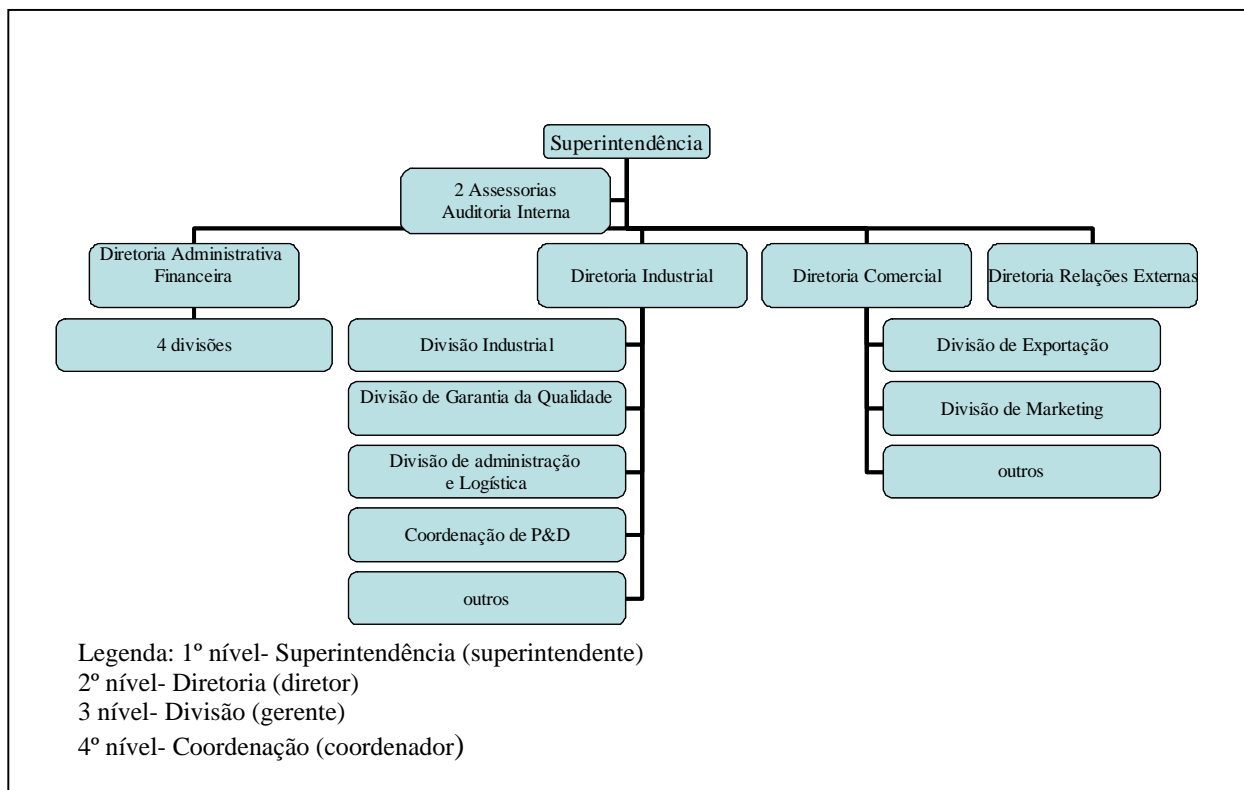 Superintendência
2 Assessorias
Auditoria Interna
Diretoria Administrativa
Financeira
Diretoria Industrial
Diretoria Comercial
Diretoria Relações Externas
4 divisões
Divisão Industrial
Divisão de Garantia da Qualidade
Divisão de administração
e Logística
Coordenação de P&D
outros
Divisão de Exportação
Divisão de Marketing
outros
Legenda: 1º nível- Superintendência (superintendente)
2º nível- Diretoria (diretor)
3 nível- Divisão (gerente)
4º nível- Coordenação (coordenador)